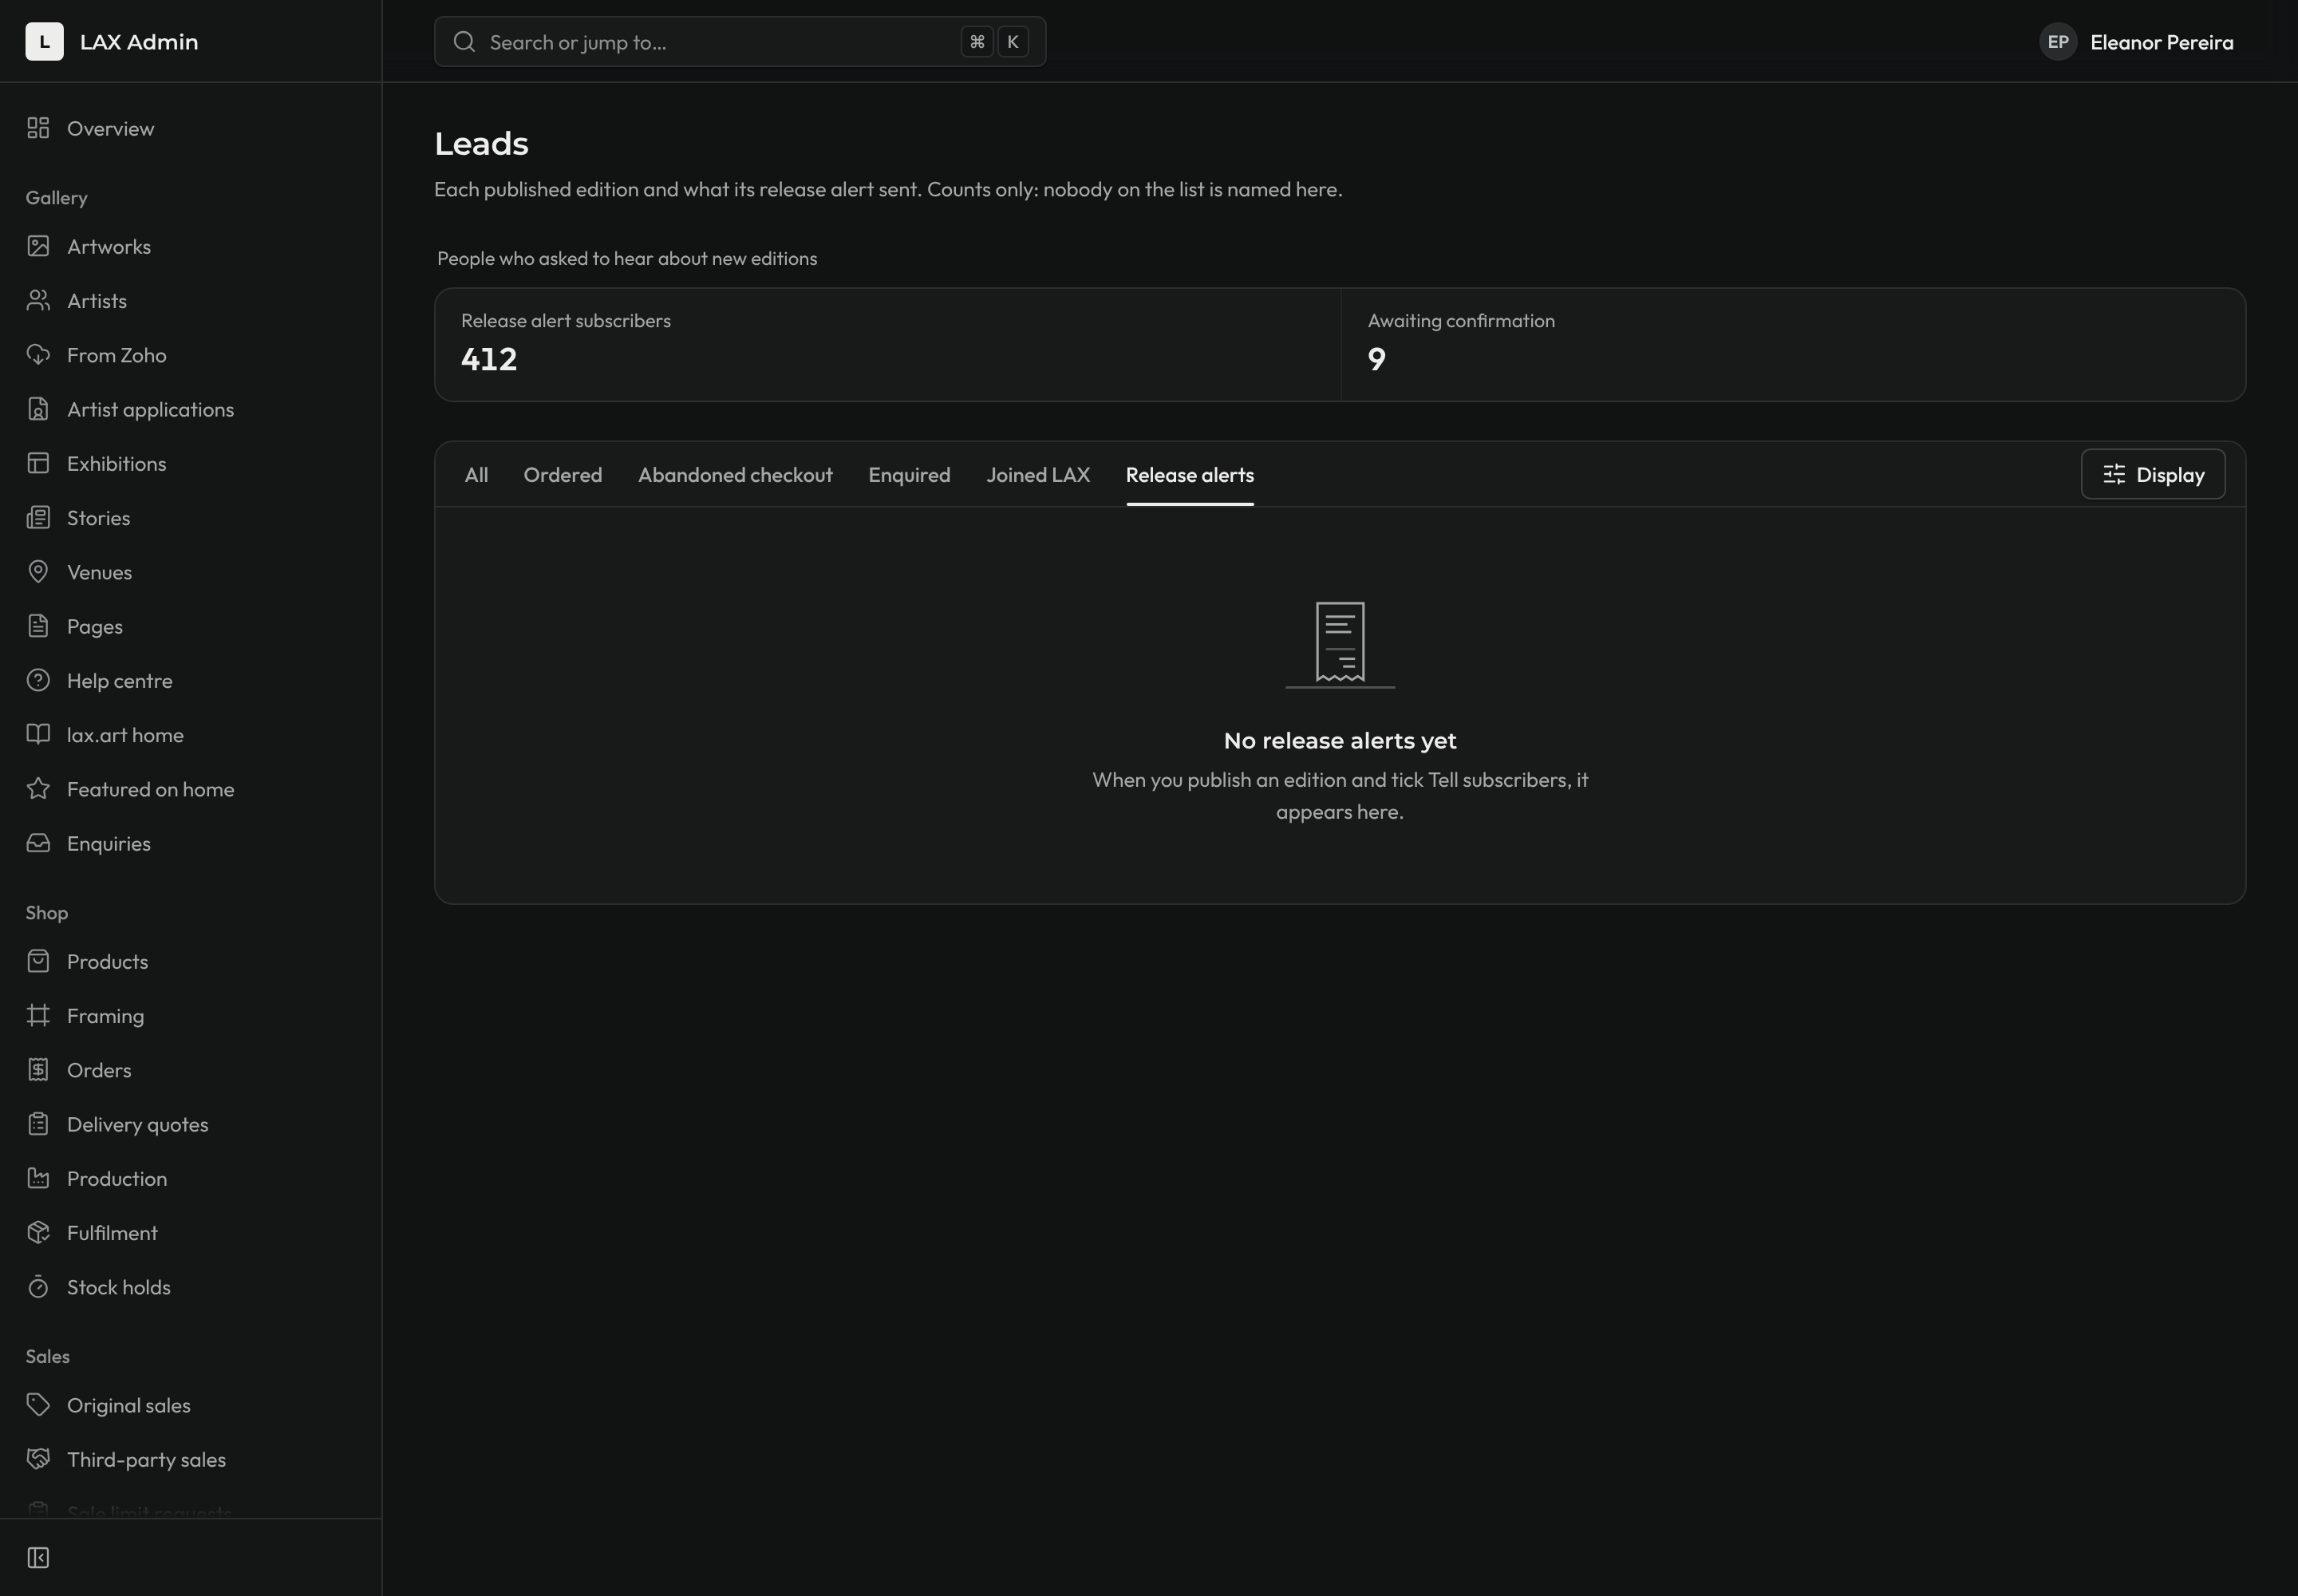 L LAX Admin
Search or jump to...
⌘ K
EP Eleanor Pereira
Overview
Gallery
Artworks
Artists
From Zoho
Artist applications
Exhibitions
Stories
Venues
Pages
Help centre
lax.art home
Featured on home
Enquiries
Shop
Products
Framing
Orders
Delivery quotes
Production
Fulfilment
Stock holds
Sales
Original sales
Third-party sales
Sale limit requests
Leads
Each published edition and what its release alert sent. Counts only: nobody on the list is named here.
People who asked to hear about new editions
Release alert subscribers
412
Awaiting confirmation
9
All Ordered Abandoned checkout Enquired Joined LAX Release alerts
Display
No release alerts yet
When you publish an edition and tick Tell subscribers, it
appears here.